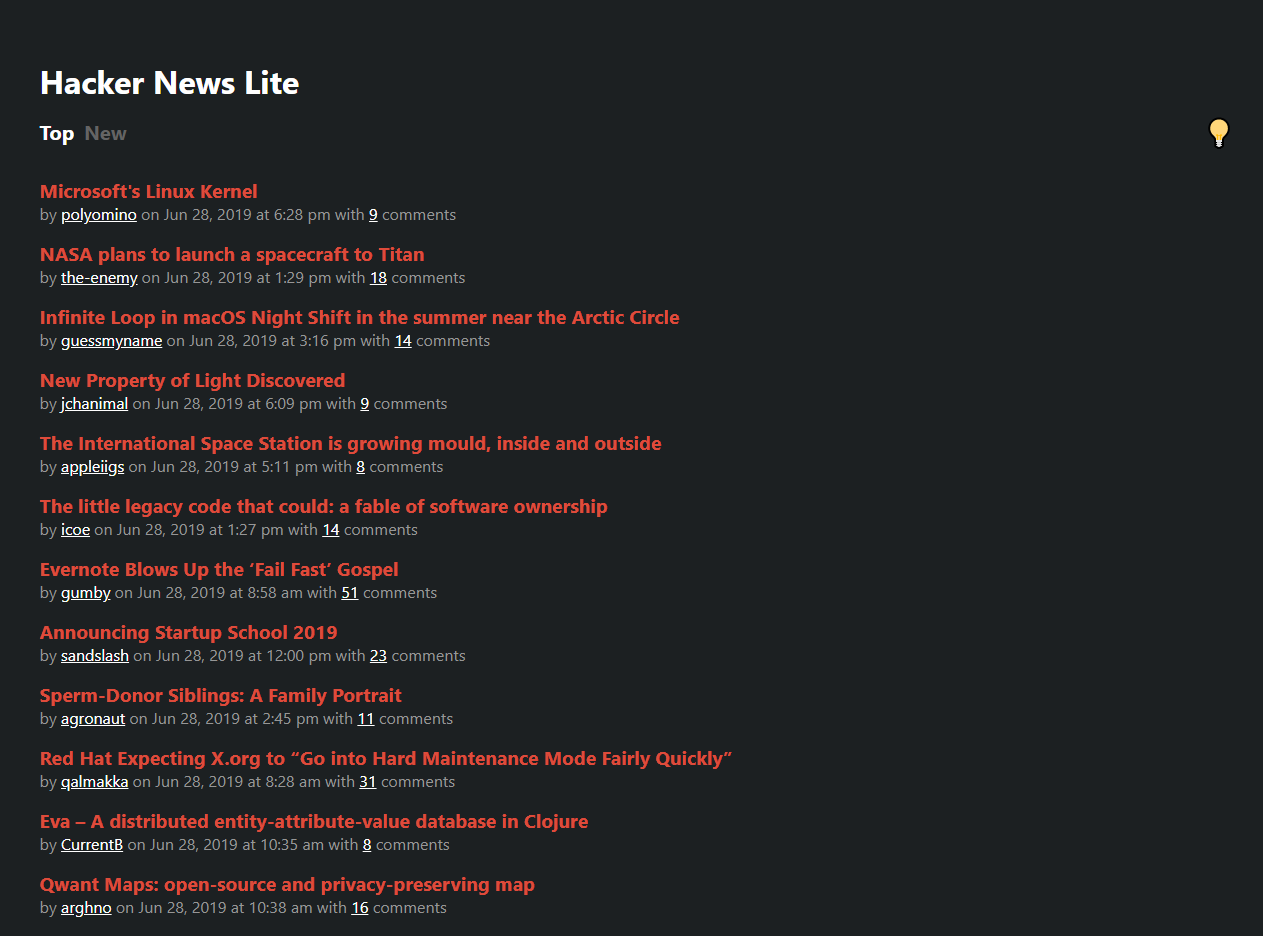 Hacker News Lite
Top New
Microsoft's Linux Kernel
by polyomino on Jun 28, 2019 at 6:28 pm with 9 comments
NASA plans to launch a spacecraft to Titan
by the-enemy on Jun 28, 2019 at 1:29 pm with 18 comments
Infinite Loop in macOS Night Shift in the summer near the Arctic Circle
by guessmyname on Jun 28, 2019 at 3:16 pm with 14 comments
New Property of Light Discovered
by jchanimal on Jun 28, 2019 at 6:09 pm with 9 comments
The International Space Station is growing mould, inside and outside
by appleiigs on Jun 28, 2019 at 5:11 pm with 8 comments
The little legacy code that could: a fable of software ownership
by icoe on Jun 28, 2019 at 1:27 pm with 14 comments
Evernote Blows Up the ‘Fail Fast’ Gospel
by gumby on Jun 28, 2019 at 8:58 am with 51 comments
Announcing Startup School 2019
by sandslash on Jun 28, 2019 at 12:00 pm with 23 comments
Sperm-Donor Siblings: A Family Portrait
by agronaut on Jun 28, 2019 at 2:45 pm with 11 comments
Red Hat Expecting X.org to “Go into Hard Maintenance Mode Fairly Quickly”
by qalmakka on Jun 28, 2019 at 8:28 am with 31 comments
Eva – A distributed entity-attribute-value database in Clojure
by CurrentB on Jun 28, 2019 at 10:35 am with 8 comments
Qwant Maps: open-source and privacy-preserving map
by arghno on Jun 28, 2019 at 10:38 am with 16 comments